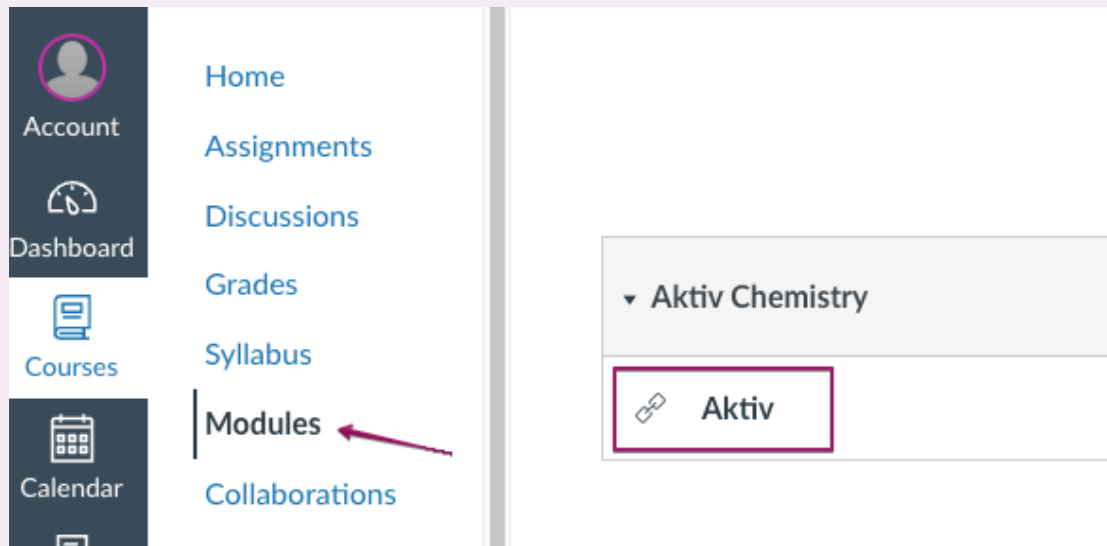 Account
Dashboard
Courses
Calendar
Home
Assignments
Discussions
Grades
Syllabus
Modules
Collaborations
Aktiv Chemistry
Aktiv